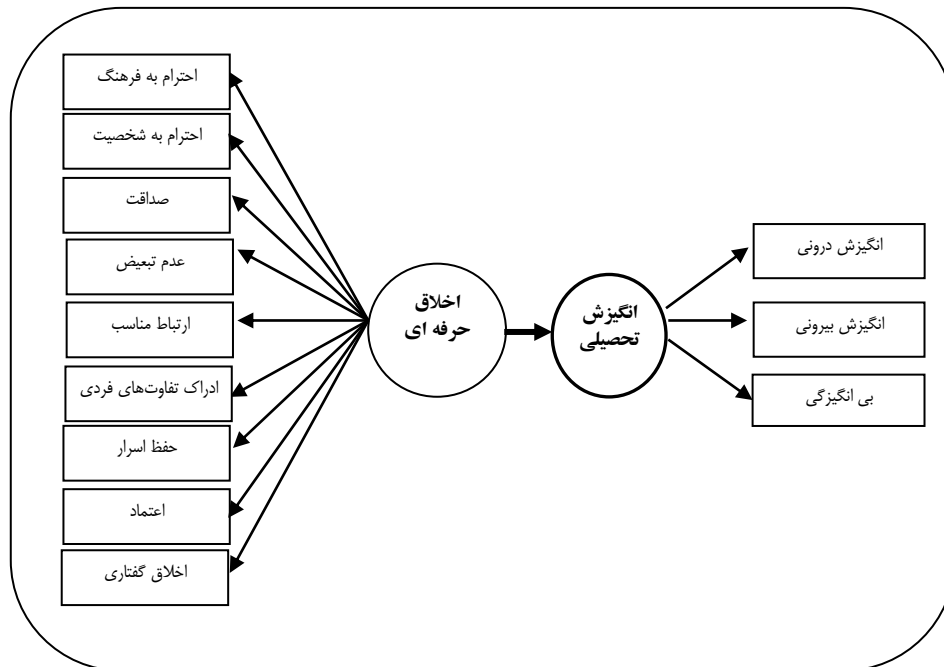 احترام به فرهنگ
احترام به شخصیت
صداقت
عدم تبعیض
ارتباط مناسب
ادراک تفاوت‌های فردی
حفظ اسرار
اعتماد
اخلاق گفتاری
اخلاق
حرفه ای
انگیزش
تحصیلی
انگیزش درونی
انگیزش بیرونی
بی انگیزگی